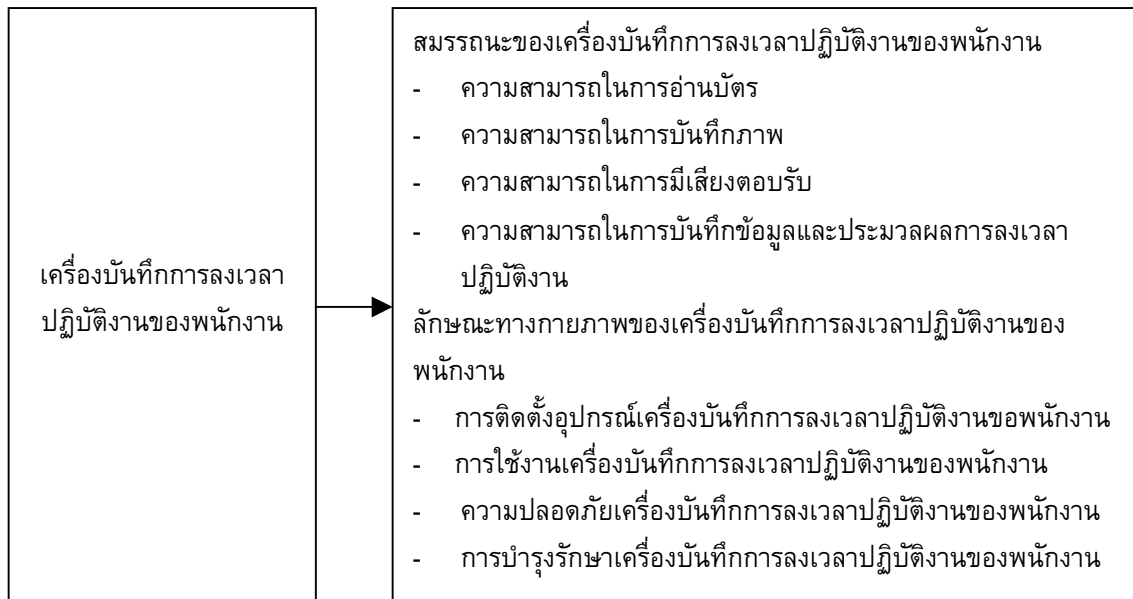 เครื่องบันทึกการลงเวลา
ปฏิบัติงานของพนักงาน
สมรรถนะของเครื่องบันทึกการลงเวลาปฏิบัติงานของพนักงาน
- ความสามารถในการอ่านบัตร
- ความสามารถในการบันทึกภาพ
- ความสามารถในการมีเสียงตอบรับ
- ความสามารถในการบันทึกข้อมูลและประมวลผลการลงเวลา
ปฏิบัติงาน
ลักษณะทางกายภาพของเครื่องบันทึกการลงเวลาปฏิบัติงานของ
พนักงาน
- การติดตั้งอุปกรณ์เครื่องบันทึกการลงเวลาปฏิบัติงานขอพนักงาน
- การใช้งานเครื่องบันทึกการลงเวลาปฏิบัติงานของพนักงาน
- ความปลอดภัยเครื่องบันทึกการลงเวลาปฏิบัติงานของพนักงาน
- การบำรุงรักษาเครื่องบันทึกการลงเวลาปฏิบัติงานของพนักงาน